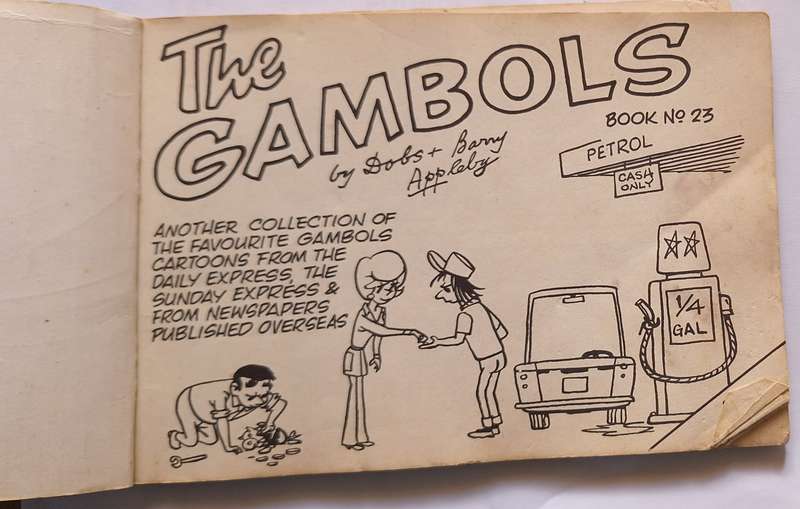 The
GAMBOLS
by Dobs + Barry
Appleby
BOOK No 23
PETROL
CASH
ONLY
ANOTHER COLLECTION OF
THE FAVOURITE GAMBOLS
CARTOONS FROM THE
DAILY EXPRESS, THE
SUNDAY EXPRESS &
FROM NEWSPAPERS
PUBLISHED OVERSEAS
1/4
GAL